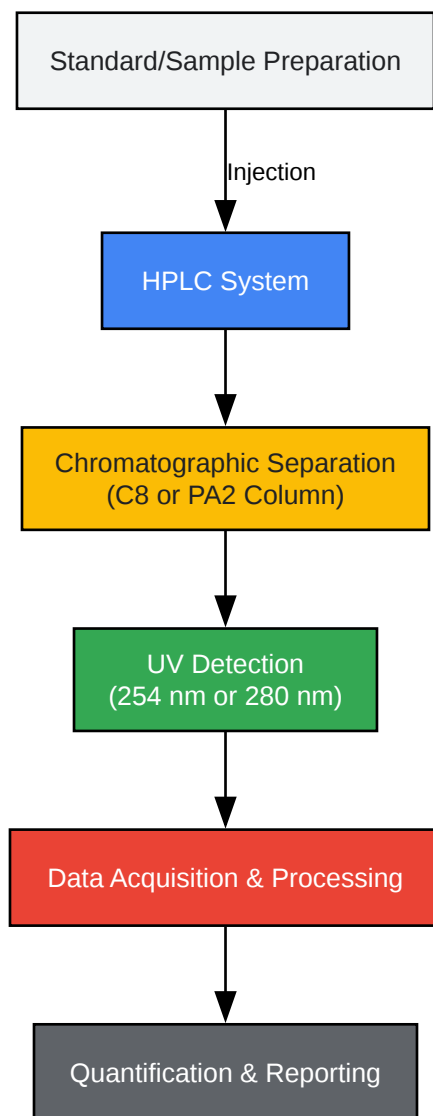 Standard/Sample Preparation
Injection
HPLC System
Chromatographic Separation
(C8 or PA2 Column)
UV Detection
(254 nm or 280 nm)
Data Acquisition & Processing
Quantification & Reporting